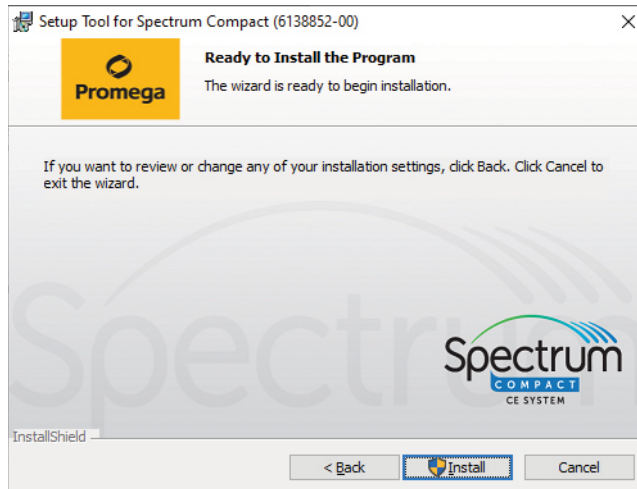 Setup Tool for Spectrum Compact (6138852-00)
Promega
Ready to Install the Program
The wizard is ready to begin installation.
If you want to review or change any of your installation settings, click Back. Click Cancel to
exit the wizard.
Spectrum
Spectrum
COMPACT
CE SYSTEM
InstallShield
< Back
Install
Cancel